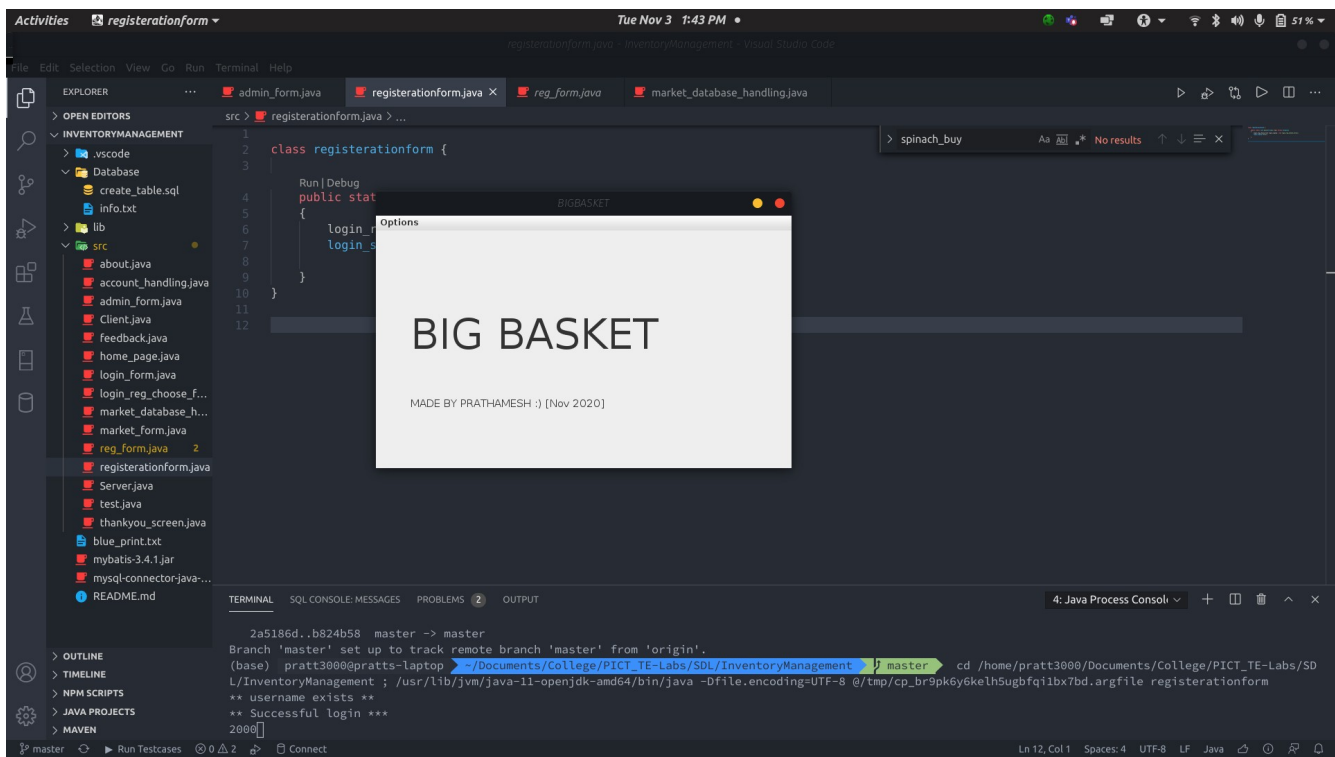 Activities registerationform
Tue Nov 3 1:43 PM
51 %
registerationform.java - InventoryManagement - Visual Studio Code
File Edit Selection View Go Run Terminal Help
EXPLORER
admin_form.java registerationform.java reg_form.java market_database_handling.java
OPEN EDITORS
src > registerationform.java > ...
INVENTORYMANAGEMENT
.vscode
Database
create_table.sql
info.txt
lib
src
about.java
account_handling.java
admin_form.java
Client.java
feedback.java
home_page.java
login_form.java
login_reg_choose_f...
market_database_h...
market_form.java
reg_form.java 2
registerationform.java
Server.java
test.java
thankyou_screen.java
blue_print.txt
mybatis-3.4.1.jar
mysql-connector-java-...
README.md
OUTLINE
TIMELINE
NPM SCRIPTS
JAVA PROJECTS
MAVEN
1
2 class registerationform {
3
Run | Debug
4 public stat
5 {
6 login_r
7 login_s
8
9 }
10 }
11
12
spinach_buy Aa Abl .* No results
BIGBASKET
Options
BIG BASKET
MADE BY PRATHAMESH :) [Nov 2020]
TERMINAL SQL CONSOLE: MESSAGES PROBLEMS 2 OUTPUT
4: Java Process Consol
2a5186d..b824b58 master -> master
Branch 'master' set up to track remote branch 'master' from 'origin'.
(base) pratt3000@pratts-laptop ~/Documents/College/PICT_TE-Labs/SDL/InventoryManagement master cd /home/pratt3000/Documents/College/PICT_TE-Labs/SD
L/InventoryManagement ; /usr/lib/jvm/java-11-openjdk-amd64/bin/java -Dfile.encoding=UTF-8 @/tmp/cp_br9pk6y6kelh5ugbfqi1bx7bd.argfile registerationform
** username exists **
** Successful login ***
2000
master Run Testcases 0 2 Connect
Ln 12, Col 1 Spaces: 4 UTF-8 LF Java